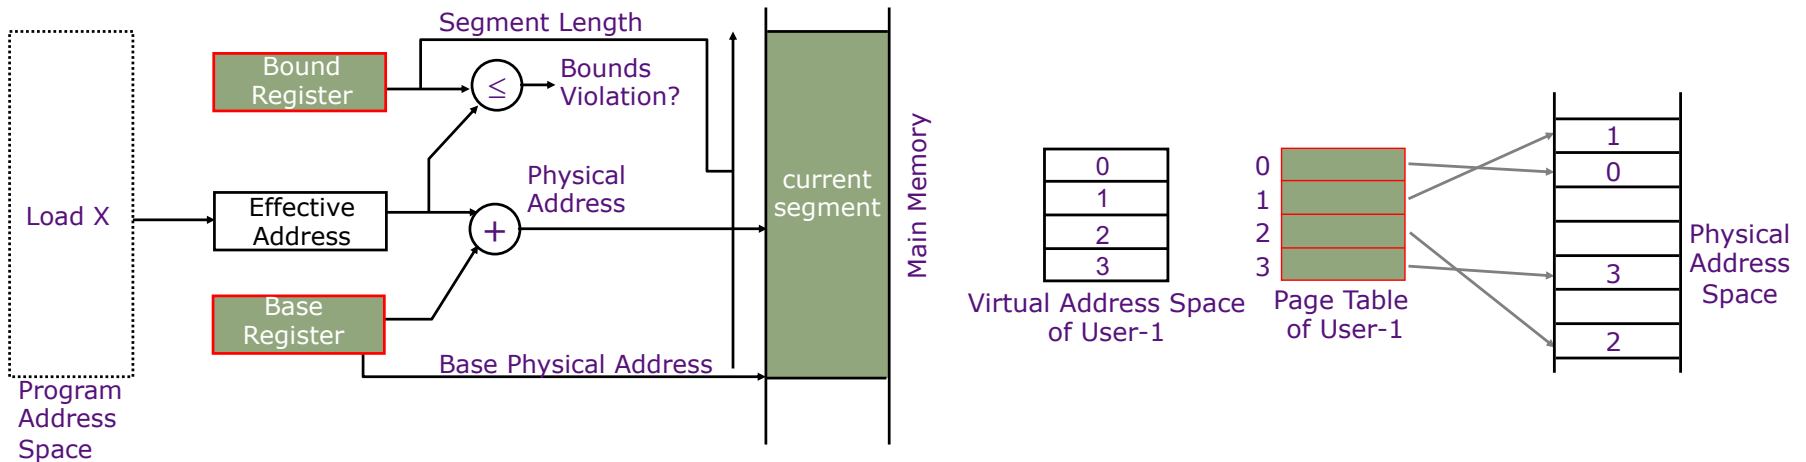 Segment Length
Bound
Register
≤
Bounds
Violation?
Load X
Effective
Address
Physical
Address
+
current
segment
Main Memory
Base
Register
Base Physical Address
Program
Address
Space
0
1
2
3
Virtual Address Space
of User-1
0
1
2
3
Page Table
of User-1
1
0
3
2
Physical
Address
Space